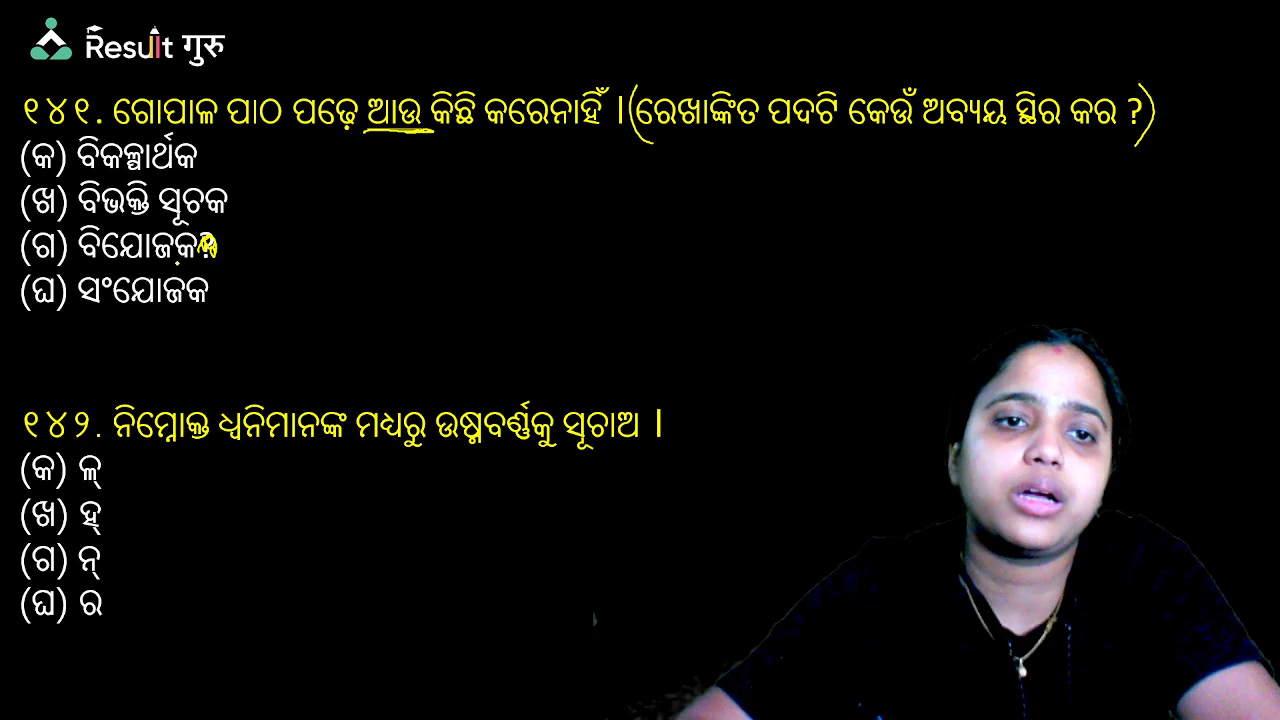 Result गुरु
୧୪୧. ଗୋପାଳ ପାଠ ପଢ଼େ ଆଉ କିଛି କରେନାହିଁ ।(ରେଖାଙ୍କିତ ପଦଟି କେଉଁ ଅବ୍ୟୟ ସ୍ଥିର କର ?)
(କ) ବିକଳ୍ପାର୍ଥକ
(ଖ) ବିଭକ୍ତି ସୂଚକ
(ଗ) ବିଯୋଜକ?
(ଘ) ସଂଯୋଜକ
୧୪୨. ନିମ୍ନୋକ୍ତ ଧ୍ୱନିମାନଙ୍କ ମଧ୍ୟରୁ ଉଷ୍ମବର୍ଣ୍ଣକୁ ସୂଚାଅ ।
(କ) ଳ୍
(ଖ) ହ୍
(ଗ) ନ୍
(ଘ) ର